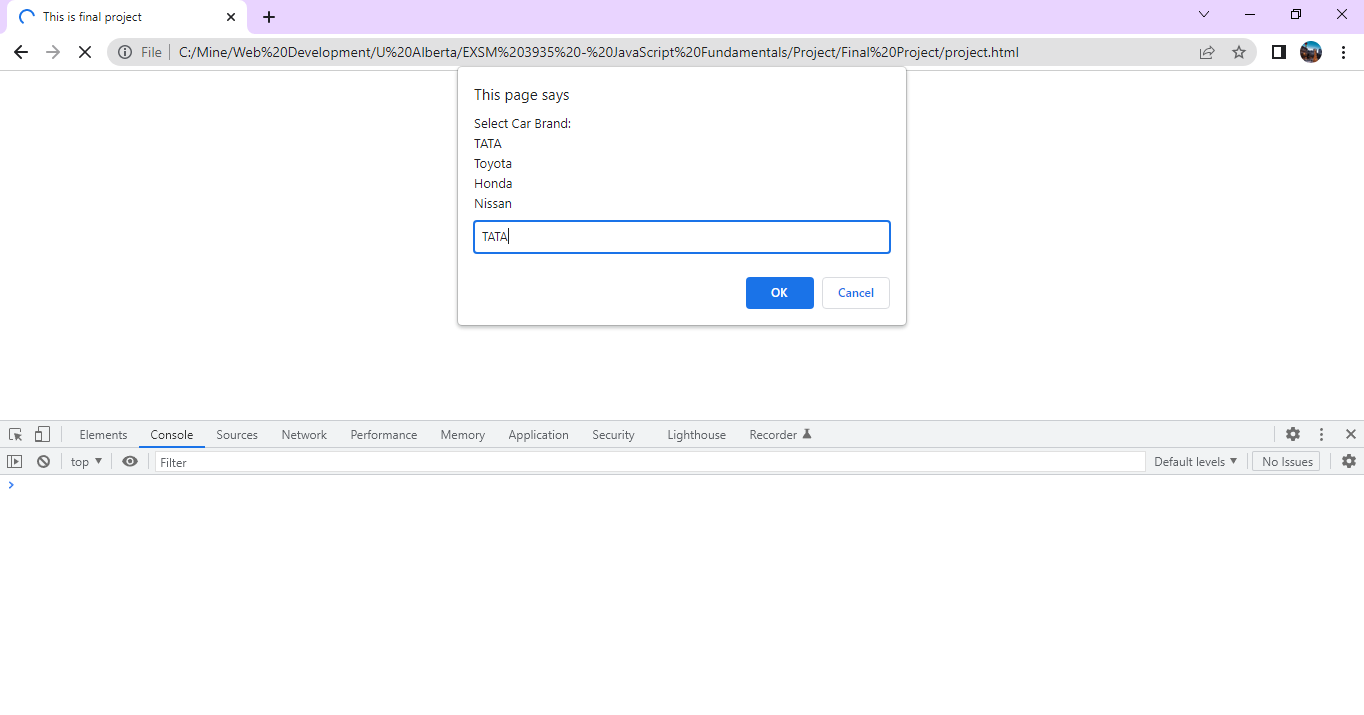 This is final project
File
C:/Mine/Web%20Development/U%20Alberta/EXSM%203935%20-%20JavaScript%20Fundamentals/Project/Final%20Project/project.html
This page says
Select Car Brand:
TATA
Toyota
Honda
Nissan
TATA
OK Cancel
Elements Console Sources Network Performance Memory Application Security Lighthouse Recorder
top Filter Default levels No Issues